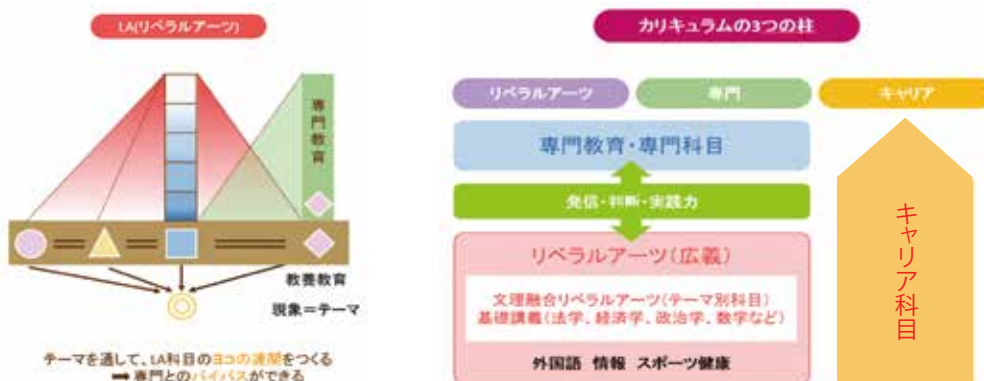 LA(リベラルアーツ)
専門教育
教養教育
現象＝テーマ
テーマを通して、LA科目の3つの連関をつくる
➡ 専門とのバイパスができる
カリキュラムの3つの柱
リベラルアーツ
専門
キャリア
専門教育・専門科目
発信・判断・実践力
リベラルアーツ(広義)
文理融合リベラルアーツ(テーマ別科目)
基礎講義(法学、経済学、政治学、数学など)
外国語 情報 スポーツ健康
キャリア科目